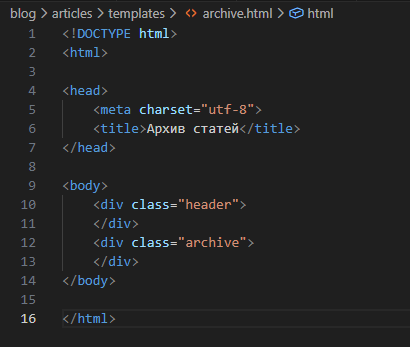 blog > articles > templates > archive.html > html
1 <!DOCTYPE html>
2 <html>
3
4 <head>
5 <meta charset="utf-8">
6 <title>Архив статей</title>
7 </head>
8
9 <body>
10 <div class="header">
11 </div>
12 <div class="archive">
13 </div>
14 </body>
15
16 </html>